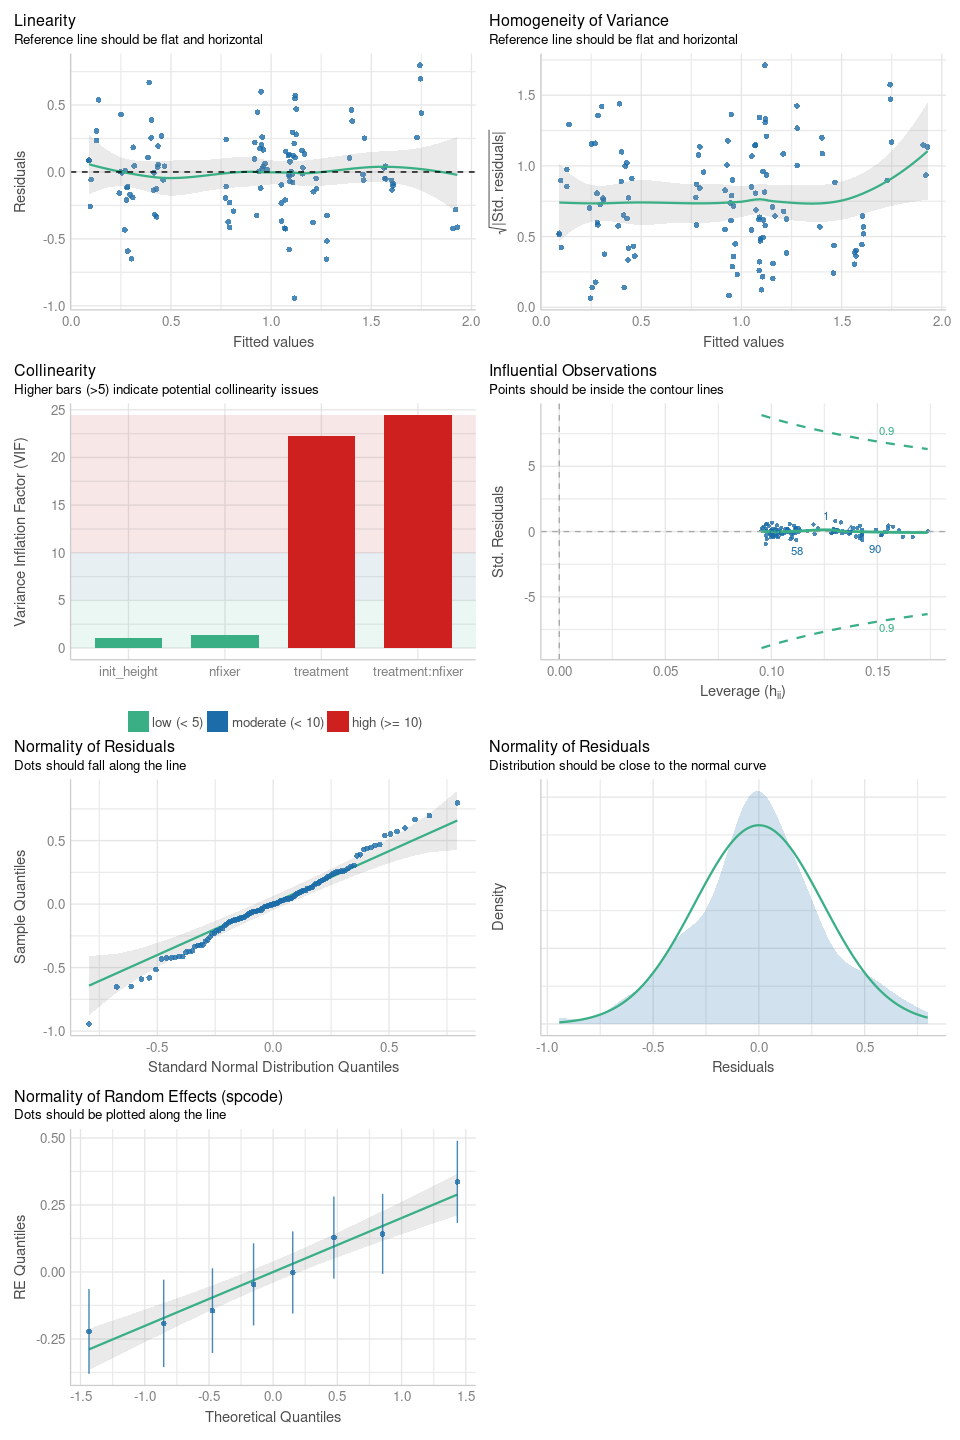 Linearity
Reference line should be flat and horizontal
Residuals
0.5
0.0
-0.5
-1.0
0.0 0.5 1.0 1.5 2.0
Fitted values
Homogeneity of Variance
Reference line should be flat and horizontal
√|Std. residuals|
1.5
1.0
0.5
0.0
0.0 0.5 1.0 1.5 2.0
Fitted values
Collinearity
Higher bars (>5) indicate potential collinearity issues
Variance Inflation Factor (VIF)
25
20
15
10
5
0
init_height nfixer treatment treatment:nfixer
low (< 5) moderate (< 10) high (>= 10)
Influential Observations
Points should be inside the contour lines
Std. Residuals
5
0
-5
0.9
1
58
90
0.9
0.00 0.05 0.10 0.15
Leverage (hii)
Normality of Residuals
Dots should fall along the line
Sample Quantiles
0.5
0.0
-0.5
-1.0
-0.5 0.0 0.5
Standard Normal Distribution Quantiles
Normality of Residuals
Distribution should be close to the normal curve
Density
-1.0 -0.5 0.0 0.5
Residuals
Normality of Random Effects (spcode)
Dots should be plotted along the line
RE Quantiles
0.50
0.25
0.00
-0.25
-1.5 -1.0 -0.5 0.0 0.5 1.0 1.5
Theoretical Quantiles